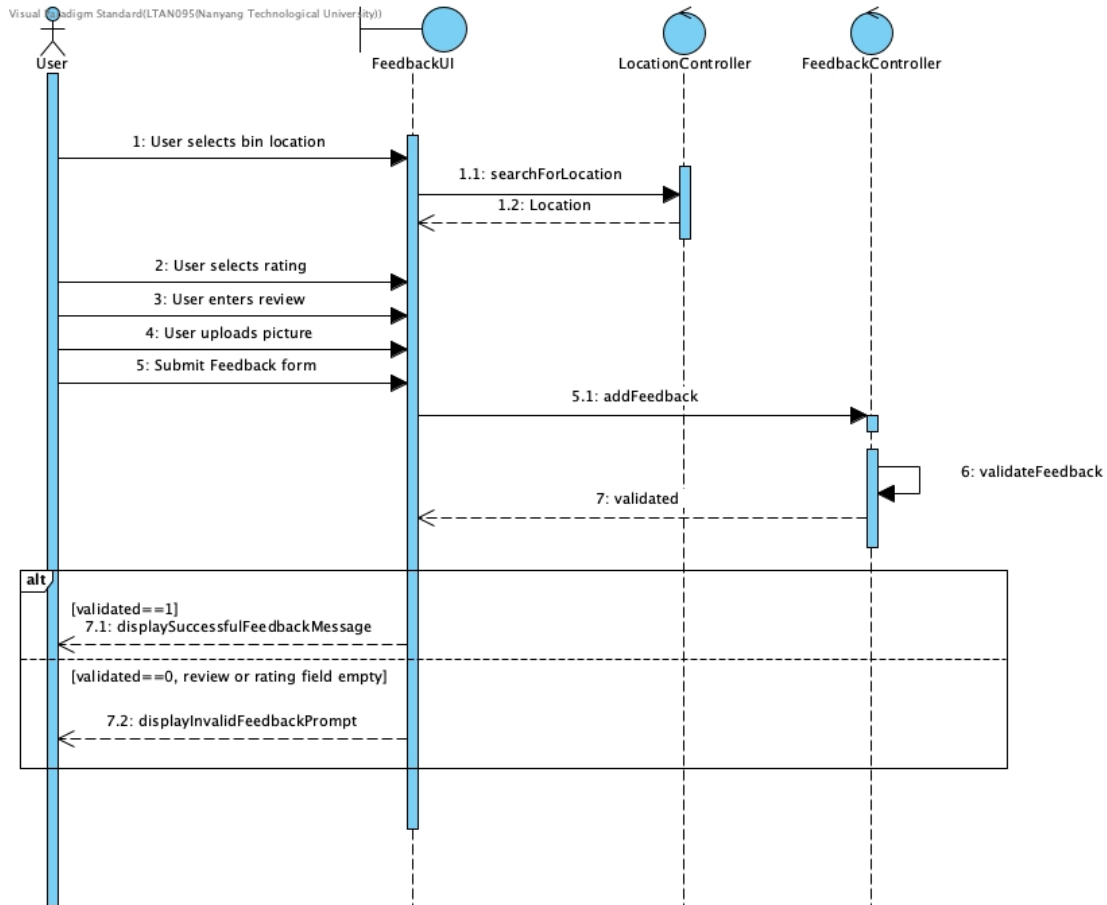 Visual Paradigm Standard(LTAN095(Nanyang Technological University))
User
FeedbackUI
LocationController
FeedbackController
1: User selects bin location
1.1: searchForLocation
1.2: Location
2: User selects rating
3: User enters review
4: User uploads picture
5: Submit Feedback form
5.1: addFeedback
6: validateFeedback
7: validated
alt
[validated==1]
7.1: displaySuccessfulFeedbackMessage
[validated==0, review or rating field empty]
7.2: displayInvalidFeedbackPrompt